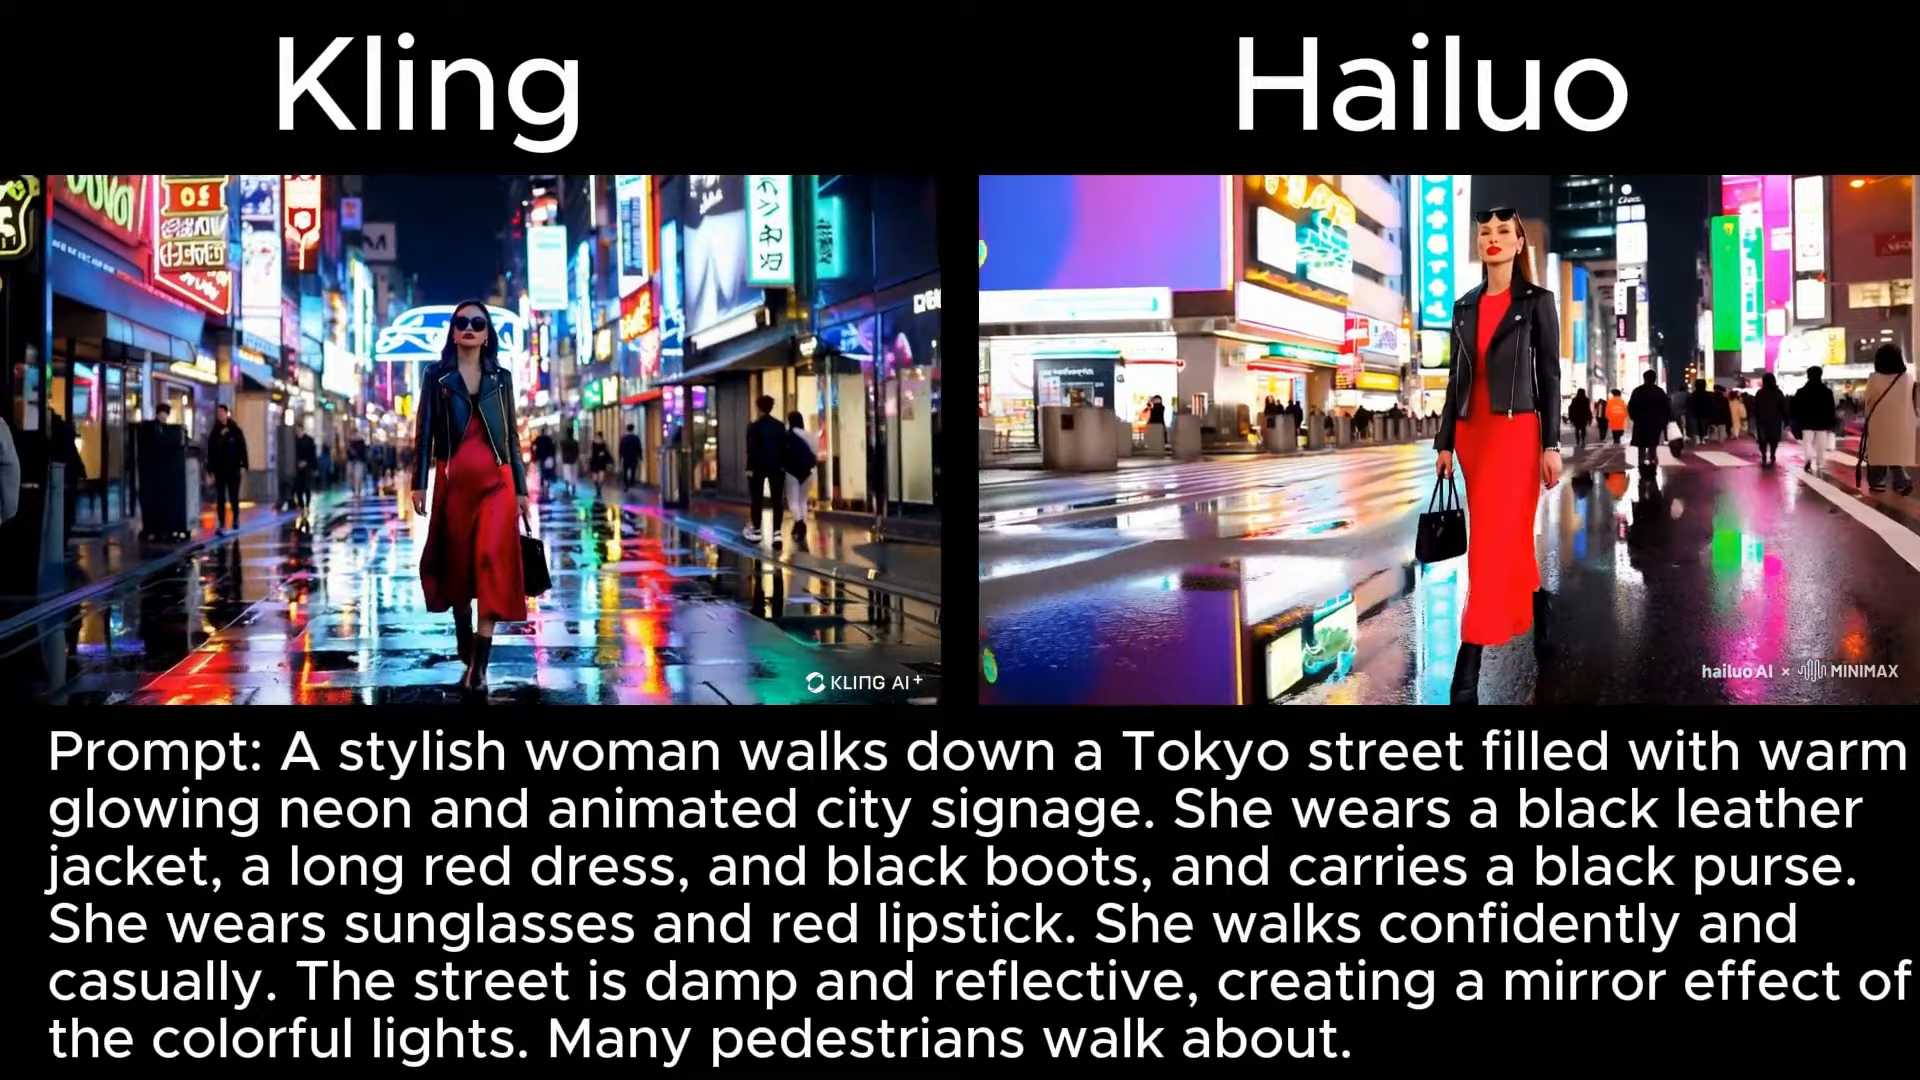 Kling
Hailuo
KLING AI+
hailuo AI × MINIMAX
Prompt: A stylish woman walks down a Tokyo street filled with warm
glowing neon and animated city signage. She wears a black leather
jacket, a long red dress, and black boots, and carries a black purse.
She wears sunglasses and red lipstick. She walks confidently and
casually. The street is damp and reflective, creating a mirror effect of
the colorful lights. Many pedestrians walk about.